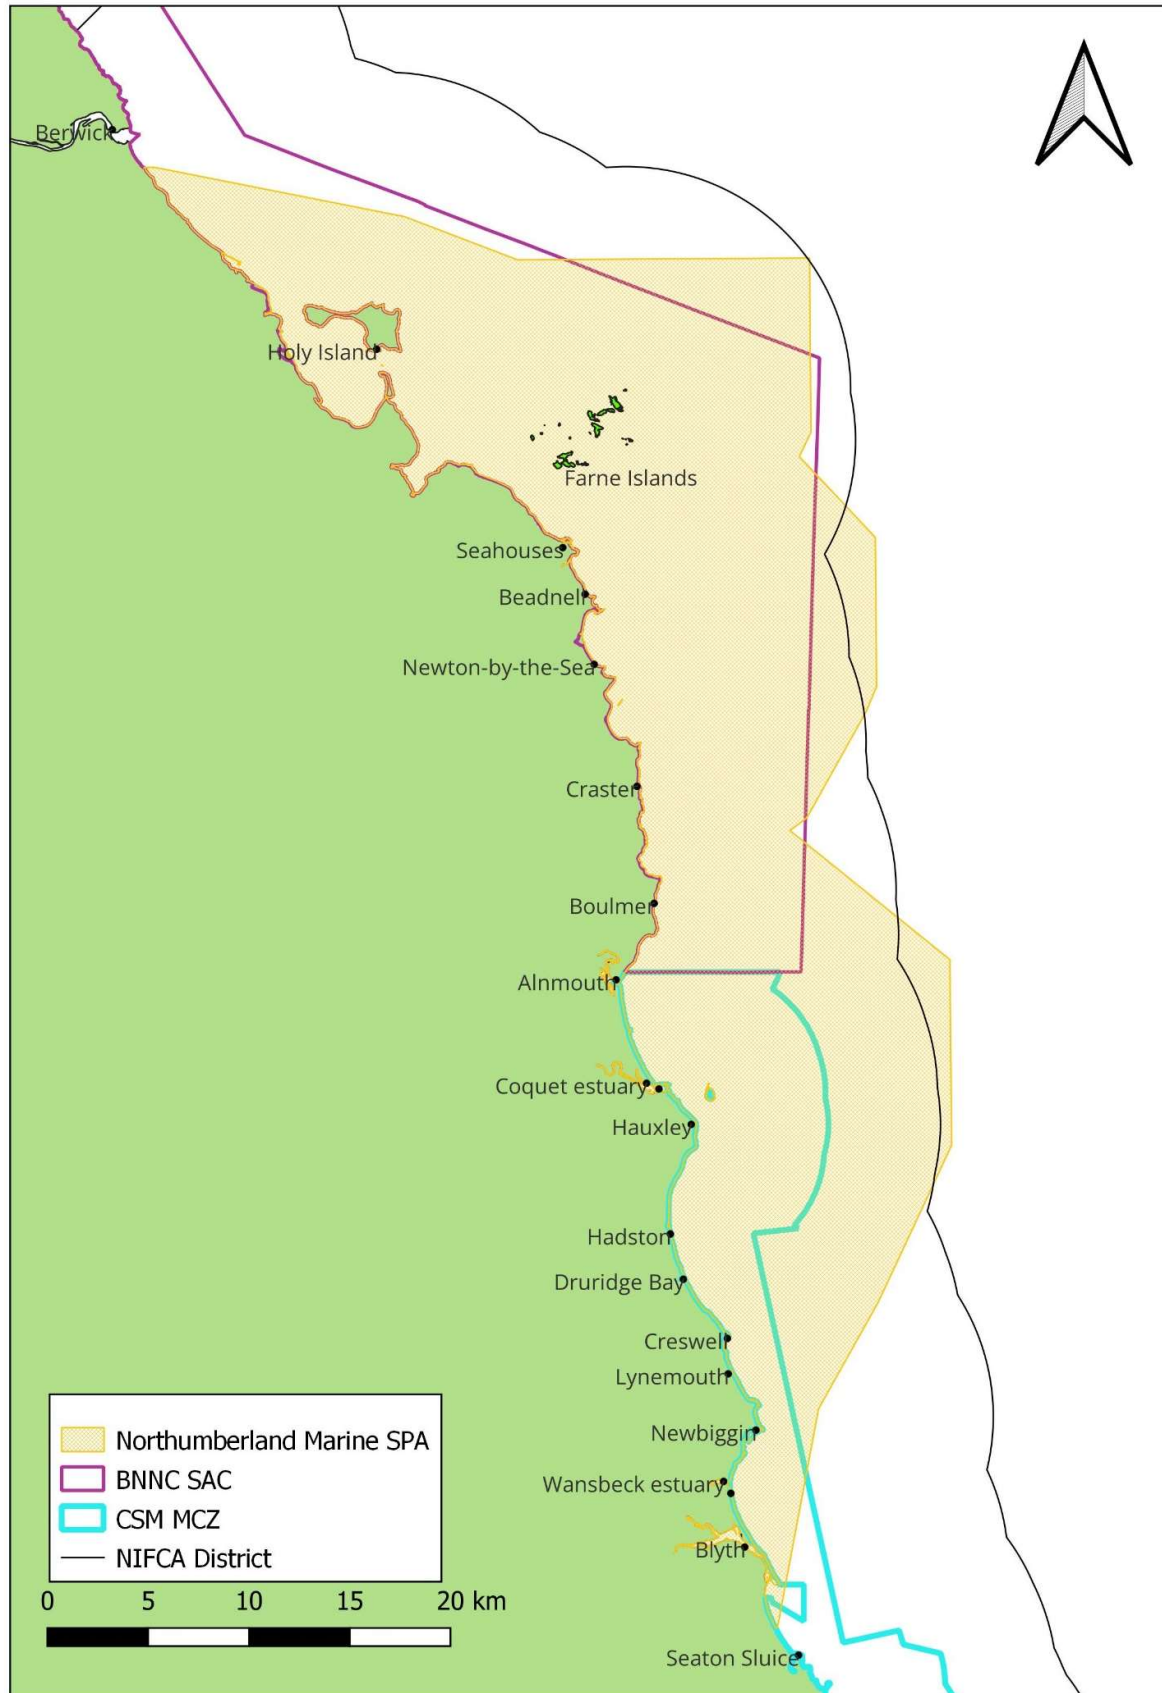 Berwick
Holy Island
Farne Islands
Seahouses
Beadnell
Newton-by-the-Sea
Craster
Boulmer
Alnmouth
Coquet estuary
Hauxley
Hadston
Druridge Bay
Creswell
Lynemouth
Newbiggin
Wansbeck estuary
Blyth
Seaton Sluice
Northumberland Marine SPA
BNNC SAC
CSM MCZ
NIFCA District
0 5 10 15 20 km